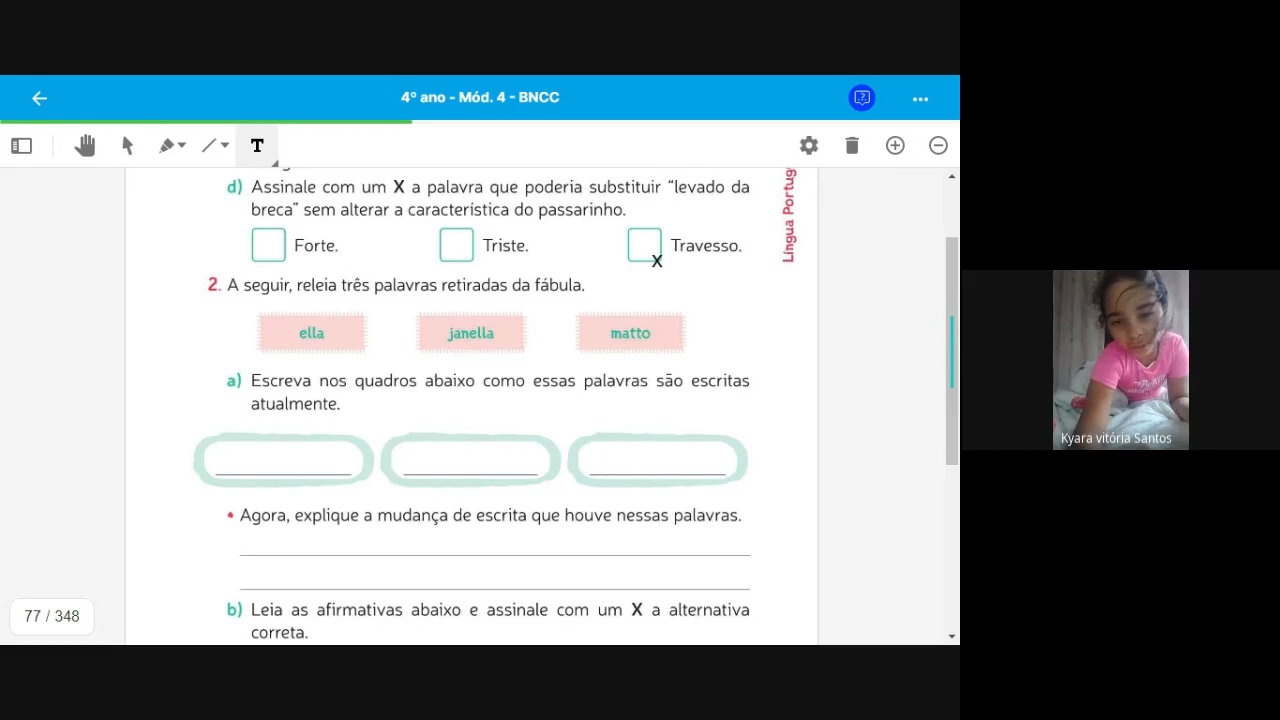 4º ano - Mód. 4 - BNCC
T
d) Assinale com um X a palavra que poderia substituir “levado da
breca” sem alterar a característica do passarinho.
Forte.
Triste.
X Travesso.
Língua Portug
2. A seguir, releia três palavras retiradas da fábula.
ella
janella
matto
a) Escreva nos quadros abaixo como essas palavras são escritas
atualmente.
• Agora, explique a mudança de escrita que houve nessas palavras.
b) Leia as afirmativas abaixo e assinale com um X a alternativa
correta.
77 / 348
Kyara vitória Santos